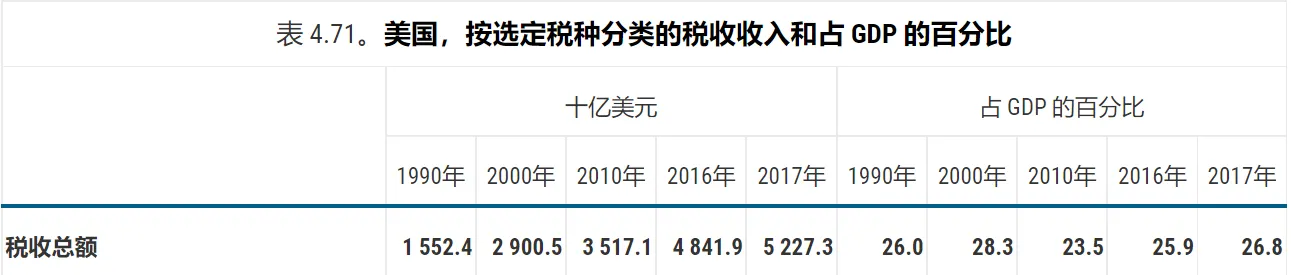 表 4.71。美国，按选定税种分类的税收收入和占 GDP 的百分比
十亿美元 占 GDP 的百分比
1990年 2000年 2010年 2016年 2017年 1990年 2000年 2010年 2016年 2017年
税收总额 1 552.4 2 900.5 3 517.1 4 841.9 5 227.3 26.0 28.3 23.5 25.9 26.8